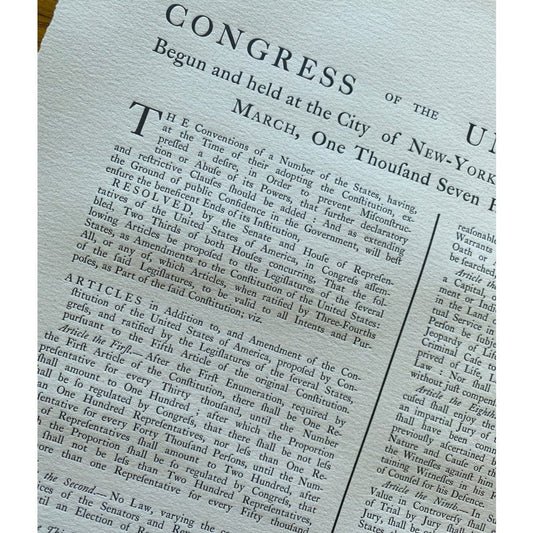 CONGRESS OF THE UN
Begun and held at the City of NEW-YORK
MARCH, One Thouſand Seven H
THE Conventions of a Number of the States, having,
at the Time of their adopting the Conſtitution, ex-
preſſed a deſire, in Order to prevent Miſconſtruc-
tion or Abuſe of its Powers, that further declaratory
and reſtrictive Clauſes ſhould be added: And as extending
the Ground of public Confidence in the Government, will beſt
enſure the beneficent Ends of its Inſtitution,
RESOLVED, by the Senate and Houſe of Repreſen-
tatives of the United States of America, in Congreſs aſſem-
bled, Two Thirds of both Houſes concurring, That the fol-
lowing Articles be propoſed to the Legiſlatures of the ſeveral
States, as Amendments to the Conſtitution of the United States:
All, or any of, which Articles, when ratified by Three-Fourths
of the ſaid Legiſlatures, to be valid to all Intents and Pur-
poſes, as Part of the ſaid Conſtitution; viz.
ARTICLES in Addition to, and Amendment of the Con-
ſtitution of the United States of America, propoſed by Con-
greſs, and ratified by the Legiſlatures of the ſeveral States,
purſuant to the Fifth Article of the original Conſtitution.
Article the Firſt.—After the Firſt Enumeration, required by
the Firſt Article of the Conſtitution, there ſhall be One Re-
preſentative for every Thirty thouſand, until the Number
ſhall amount to One Hundred; after which the Proportion
ſhall be ſo regulated by Congreſs, that there ſhall be not leſs
an One Hundred Repreſentatives, nor leſs than One Re-
eſentative for every Forty Thouſand Perſons, until the Num-
of Repreſentatives ſhall amount to Two Hundred, after
h the Proportion ſhall be ſo regulated by Congreſs, that
ſhall not be leſs than Two Hundred Repreſentatives,
ore than one Repreſentative for every Fifty thouſand
the Second.—No Law, varying the co
ices of the Senators and Repreſent
til an Election of Repre
reaſonable
Warrants
Oath or
be ſearched,
Article the
a Capital, o
ment or Indi
in the Land
tual Service in
Perſon be ſubje
Jeopardy of Life
Criminal Caſe to
prived of Life, L
Law: Nor ſhall
without juſt compenſ
Article the Eighth
cuſed ſhall enjoy the
an impartial Jury of t
ſhall have been com
previouſly aſcertained
Nature and Cauſe of th
the Witneſſes againſt him
taining Witneſſes in his F
of Counſel for his Defence.
Article the Ninth.—In Su
Value in Controverſy ſhall e
of Trial by Jury ſhall
Jury, ſhall be